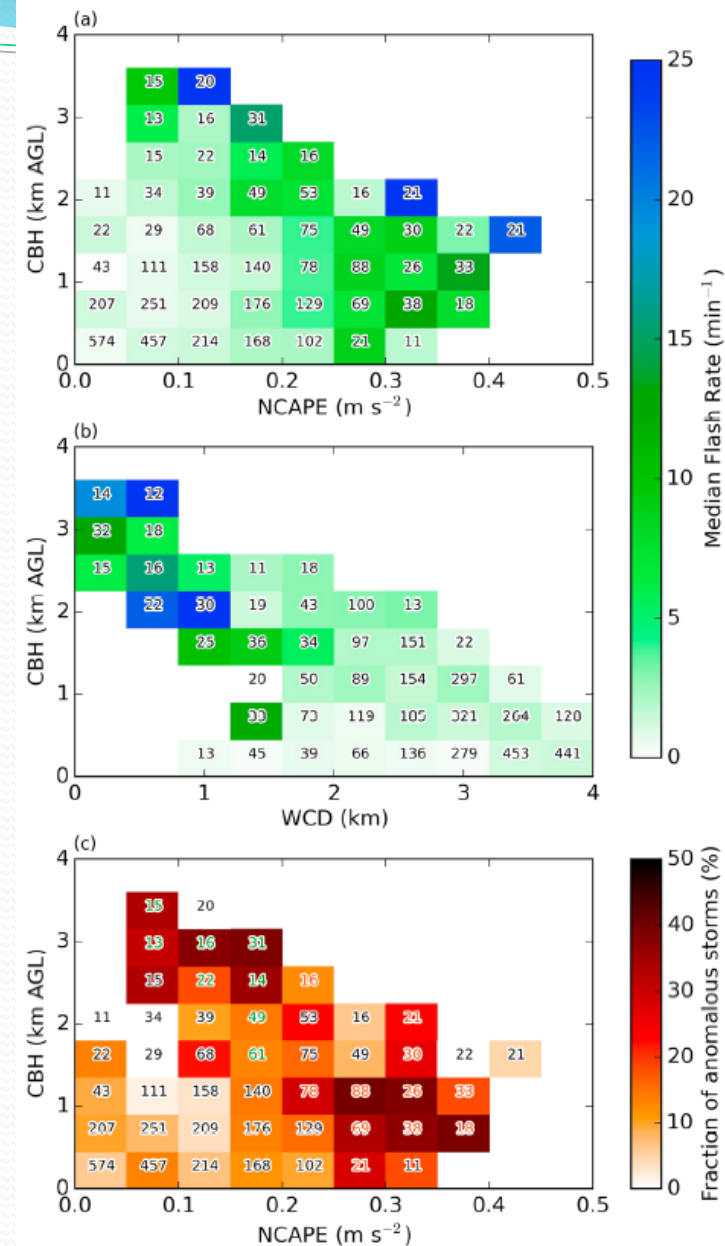 (a)
4
15 20
3
13 16 31
15 22 14 16
2
11 34 39 49 53 16 21
22 29 68 61 75 49 30 22 21
1
43 111 158 140 78 88 26 33
207 251 209 176 129 69 38 18
574 457 214 168 102 21 11
0
CBH (km AGL)
0.0 0.1 0.2 0.3 0.4 0.5
NCAPE (m s⁻²)
25
20
15
10
5
0
Median Flash Rate (min⁻¹)
(b)
4
14 12
3
32 18
15 16 13 11 18
2
22 30 19 43 100 13
25 36 34 97 151 22
1
20 50 89 154 297 61
119 321 264
13 45 39 66 136 279 453 441
0
CBH (km AGL)
0 1 2 3 4
WCD (km)
(c)
4
15 20
3
13 16 31
15 22 14 16
2
11 34 39 49 53 16 21
22 29 68 61 75 49 30 22 21
1
43 111 158 140 78 88 26 33
207 251 209 176 129 69 38 18
574 457 214 168 102 21 11
0
CBH (km AGL)
0.0 0.1 0.2 0.3 0.4 0.5
NCAPE (m s⁻²)
50
40
30
20
10
0
Fraction of anomalous storms (%)